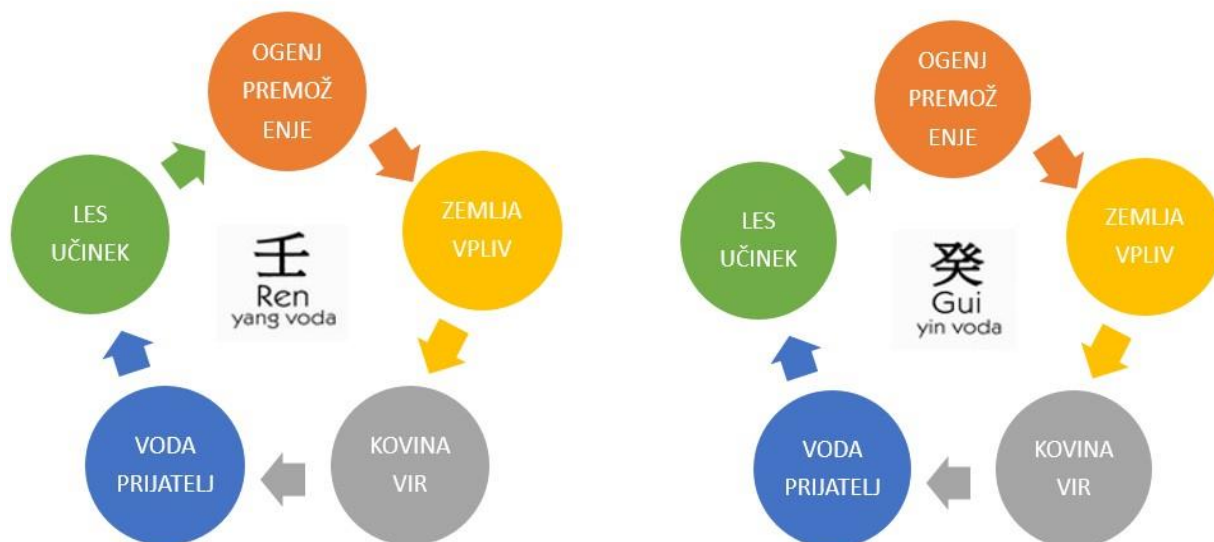 OGENJ
PREMOŽ
ENJE
ZEMLJA
VPLIV
KOVINA
VIR
VODA
PRIJATELJ
LES
UČINEK
壬
Ren
yang voda
OGENJ
PREMOŽ
ENJE
ZEMLJA
VPLIV
KOVINA
VIR
VODA
PRIJATELJ
LES
UČINEK
癸
Gui
yin voda